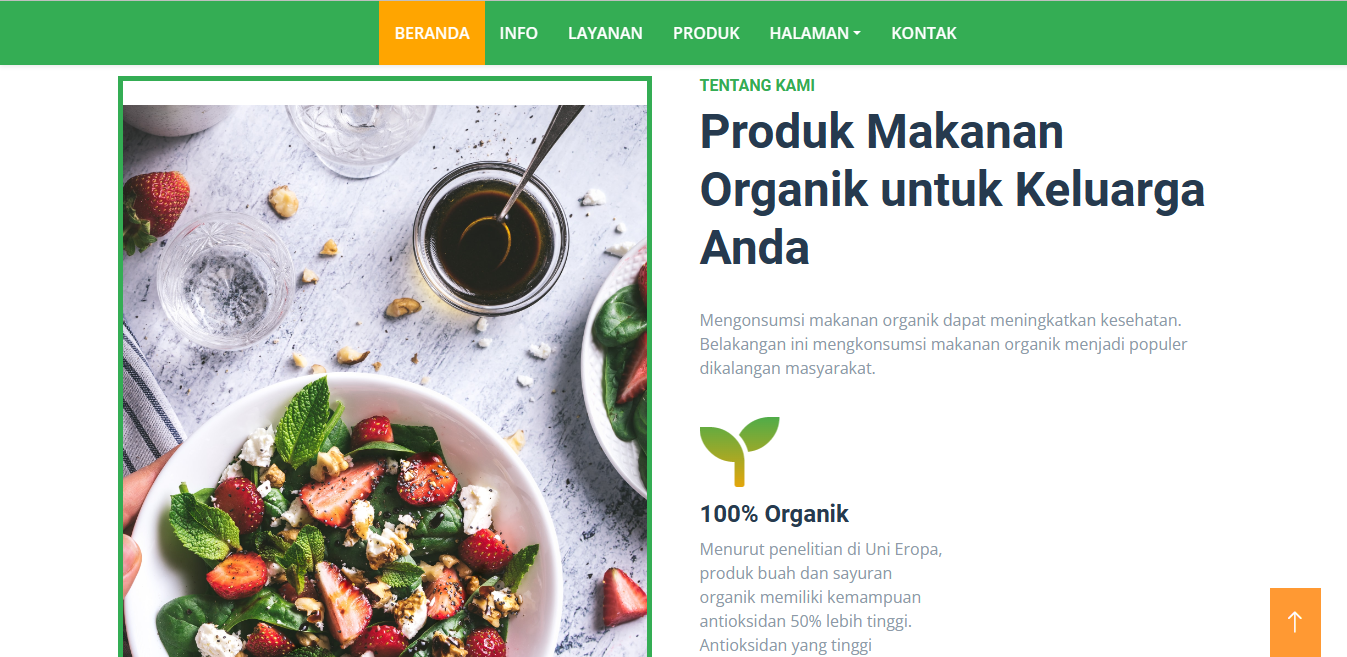 BERANDA INFO LAYANAN PRODUK HALAMAN KONTAK
TENTANG KAMI
Produk Makanan
Organik untuk Keluarga
Anda
Mengonsumsi makanan organik dapat meningkatkan kesehatan.
Belakangan ini mengkonsumsi makanan organik menjadi populer
dikalangan masyarakat.
100% Organik
Menurut penelitian di Uni Eropa,
produk buah dan sayuran
organik memiliki kemampuan
antioksidan 50% lebih tinggi.
Antioksidan yang tinggi